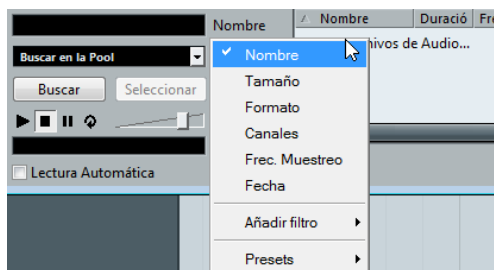 Nombre
Nombre
Duració
Fre
hivos de Audio...
Buscar en la Pool
Buscar
Seleccionar
Lectura Automática
Nombre
Tamaño
Formato
Canales
Frec. Muestreo
Fecha
Añadir filtro
Presets